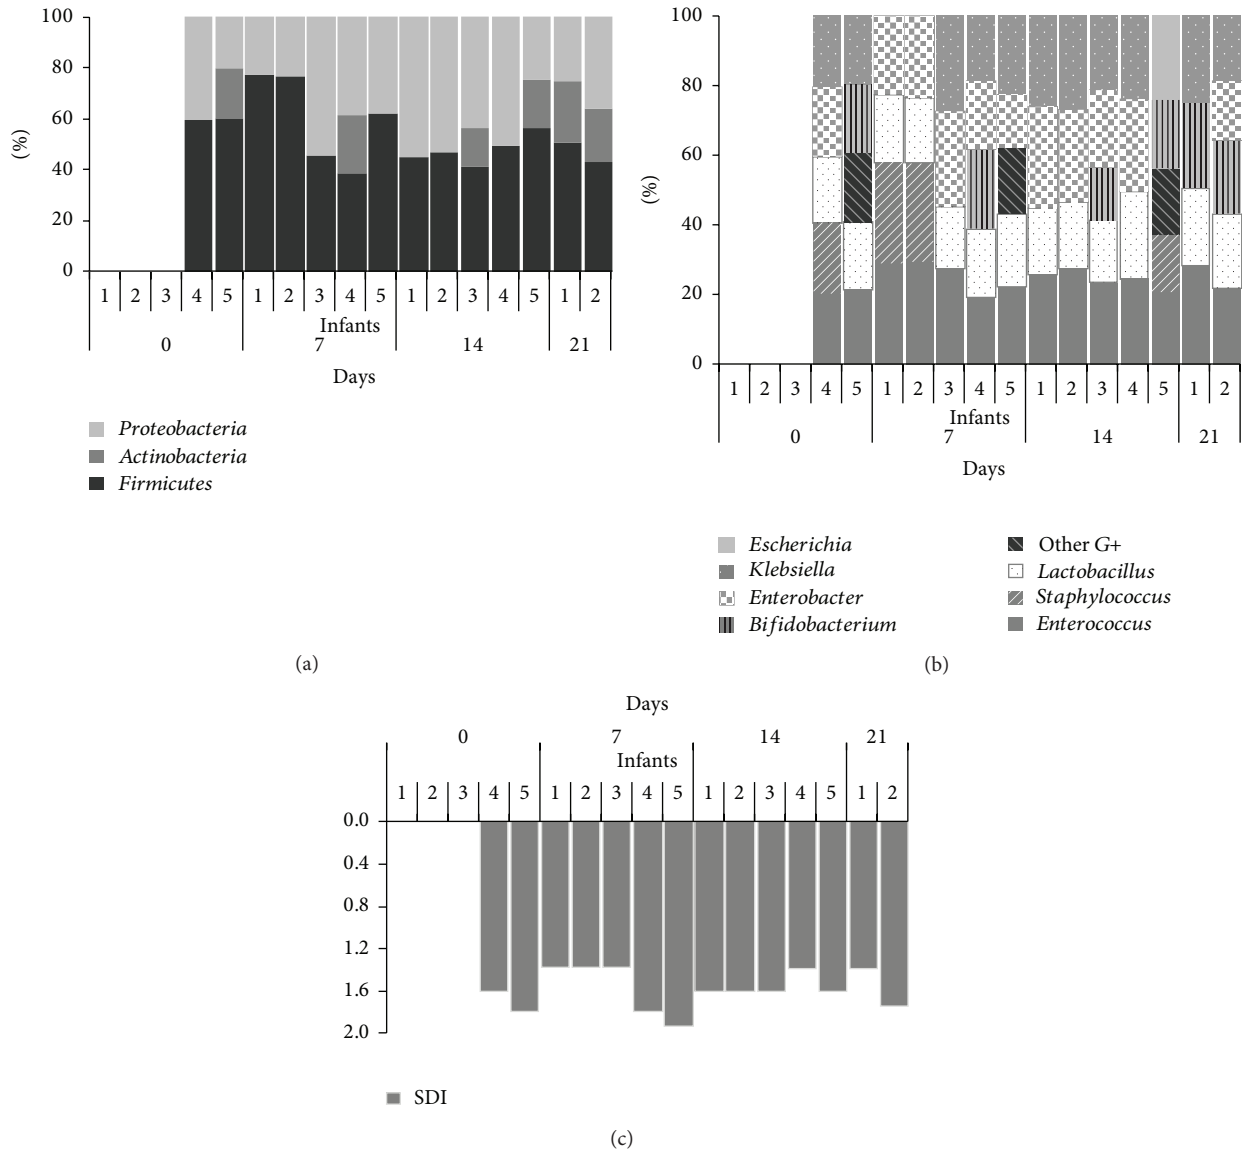 100
80
60
40
20
0
(%)
1 2 3 4 5 1 2 3 4 5 1 2 3 4 5 1 2
Infants
0 7 14 21
Days
Proteobacteria
Actinobacteria
Firmicutes
(a)
100
80
60
40
20
0
(%)
1 2 3 4 5 1 2 3 4 5 1 2 3 4 5 1 2
Infants
0 7 14 21
Days
Escherichia
Klebsiella
Enterobacter
Bifidobacterium
Other G+
Lactobacillus
Staphylococcus
Enterococcus
(b)
Days
0 7 14 21
Infants
1 2 3 4 5 1 2 3 4 5 1 2 3 4 5 1 2
0.0
0.4
0.8
1.2
1.6
2.0
SDI
(c)